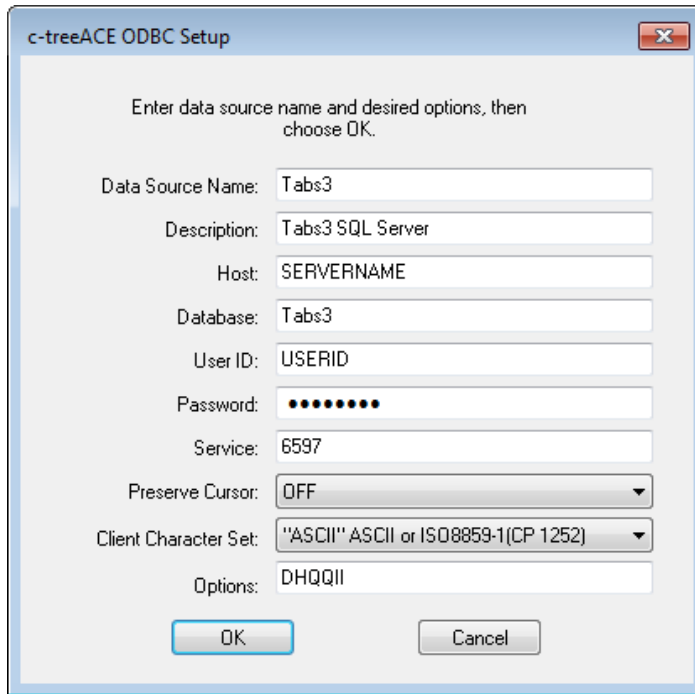 c-treeACE ODBC Setup
Enter data source name and desired options, then
choose OK.
Data Source Name: Tabs3
Description: Tabs3 SQL Server
Host: SERVERNAME
Database: Tabs3
User ID: USERID
Password: ••••••••
Service: 6597
Preserve Cursor: OFF
Client Character Set: "ASCII" ASCII or ISO8859-1(CP 1252)
Options: DHQQII
OK Cancel